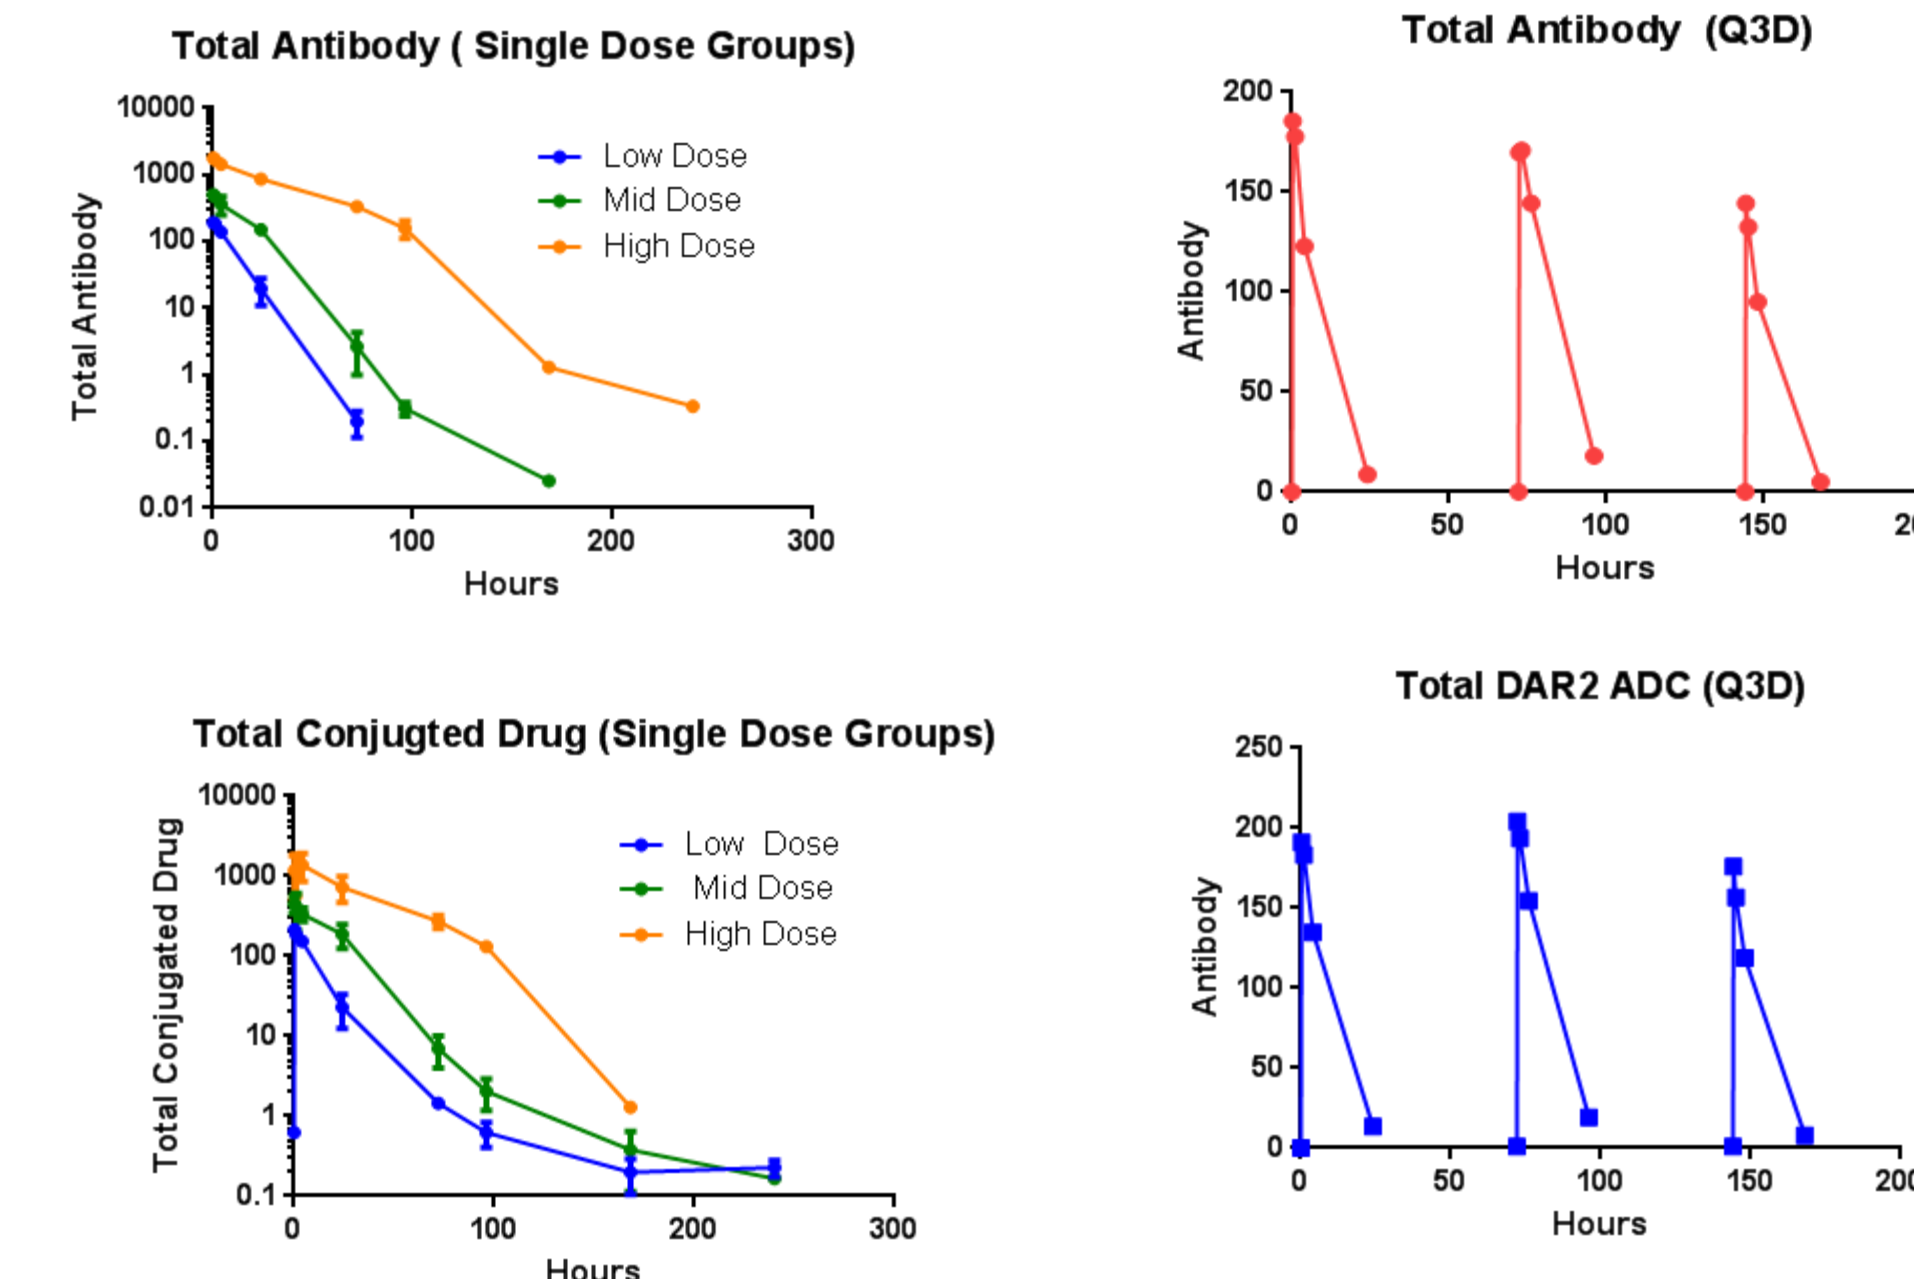 Total Antibody ( Single Dose Groups)
10000
1000
100
10
1
0.1
0.01
Total Antibody
Low Dose
Mid Dose
High Dose
0 100 200 300
Hours
Total Antibody (Q3D)
200
150
100
50
0
Antibody
0 50 100 150
Hours
Total Conjugted Drug (Single Dose Groups)
10000
1000
100
10
1
0.1
Total Conjugated Drug
Low Dose
Mid Dose
High Dose
0 100 200 300
Hours
Total DAR2 ADC (Q3D)
250
200
150
100
50
0
Antibody
0 50 100 150 200
Hours